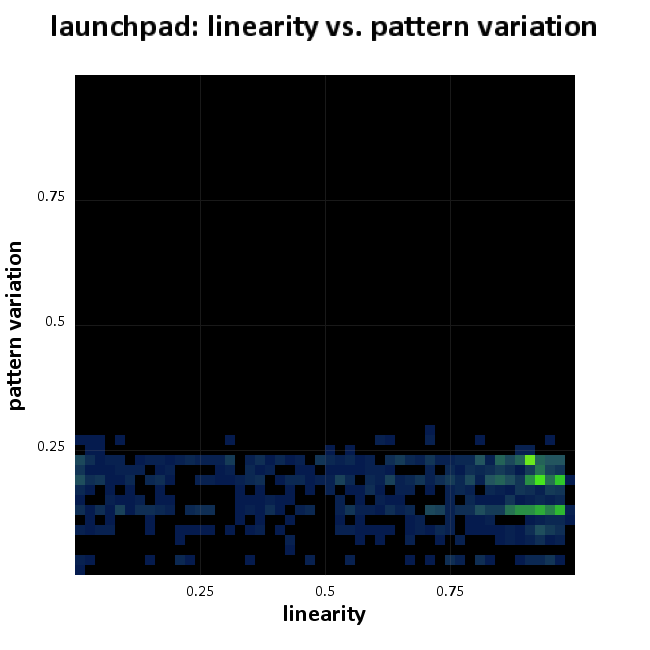 launchpad: linearity vs. pattern variation
0.75
0.5
0.25
pattern variation
0.25 0.5 0.75
linearity